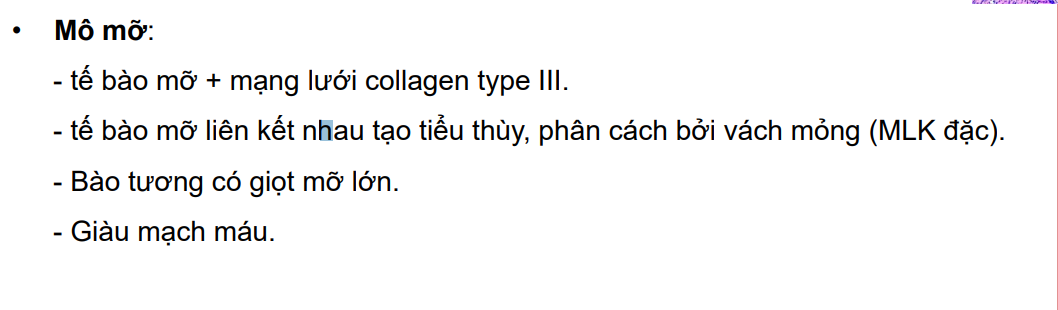 • Mô mỡ:
- tế bào mỡ + mạng lưới collagen type III.
- tế bào mỡ liên kết nhau tạo tiểu thùy, phân cách bởi vách mỏng (MLK đặc).
- Bào tương có giọt mỡ lớn.
- Giàu mạch máu.